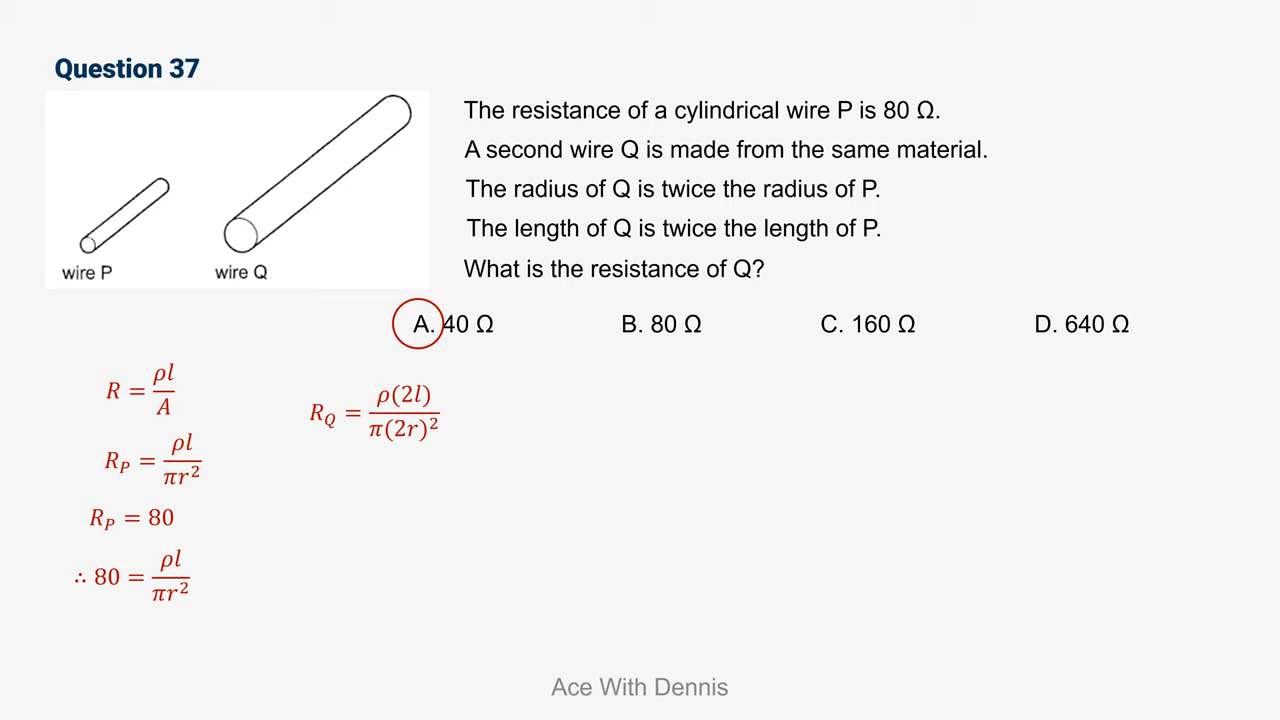 Question 37
The resistance of a cylindrical wire P is 80 Ω.
A second wire Q is made from the same material.
The radius of Q is twice the radius of P.
The length of Q is twice the length of P.
What is the resistance of Q?
wire P
wire Q
A. 40 Ω
B. 80 Ω
C. 160 Ω
D. 640 Ω
R = ρl/A
R_P = ρl/πr²
R_P = 80
∴ 80 = ρl/πr²
R_Q = ρ(2l)/π(2r)²
Ace With Dennis